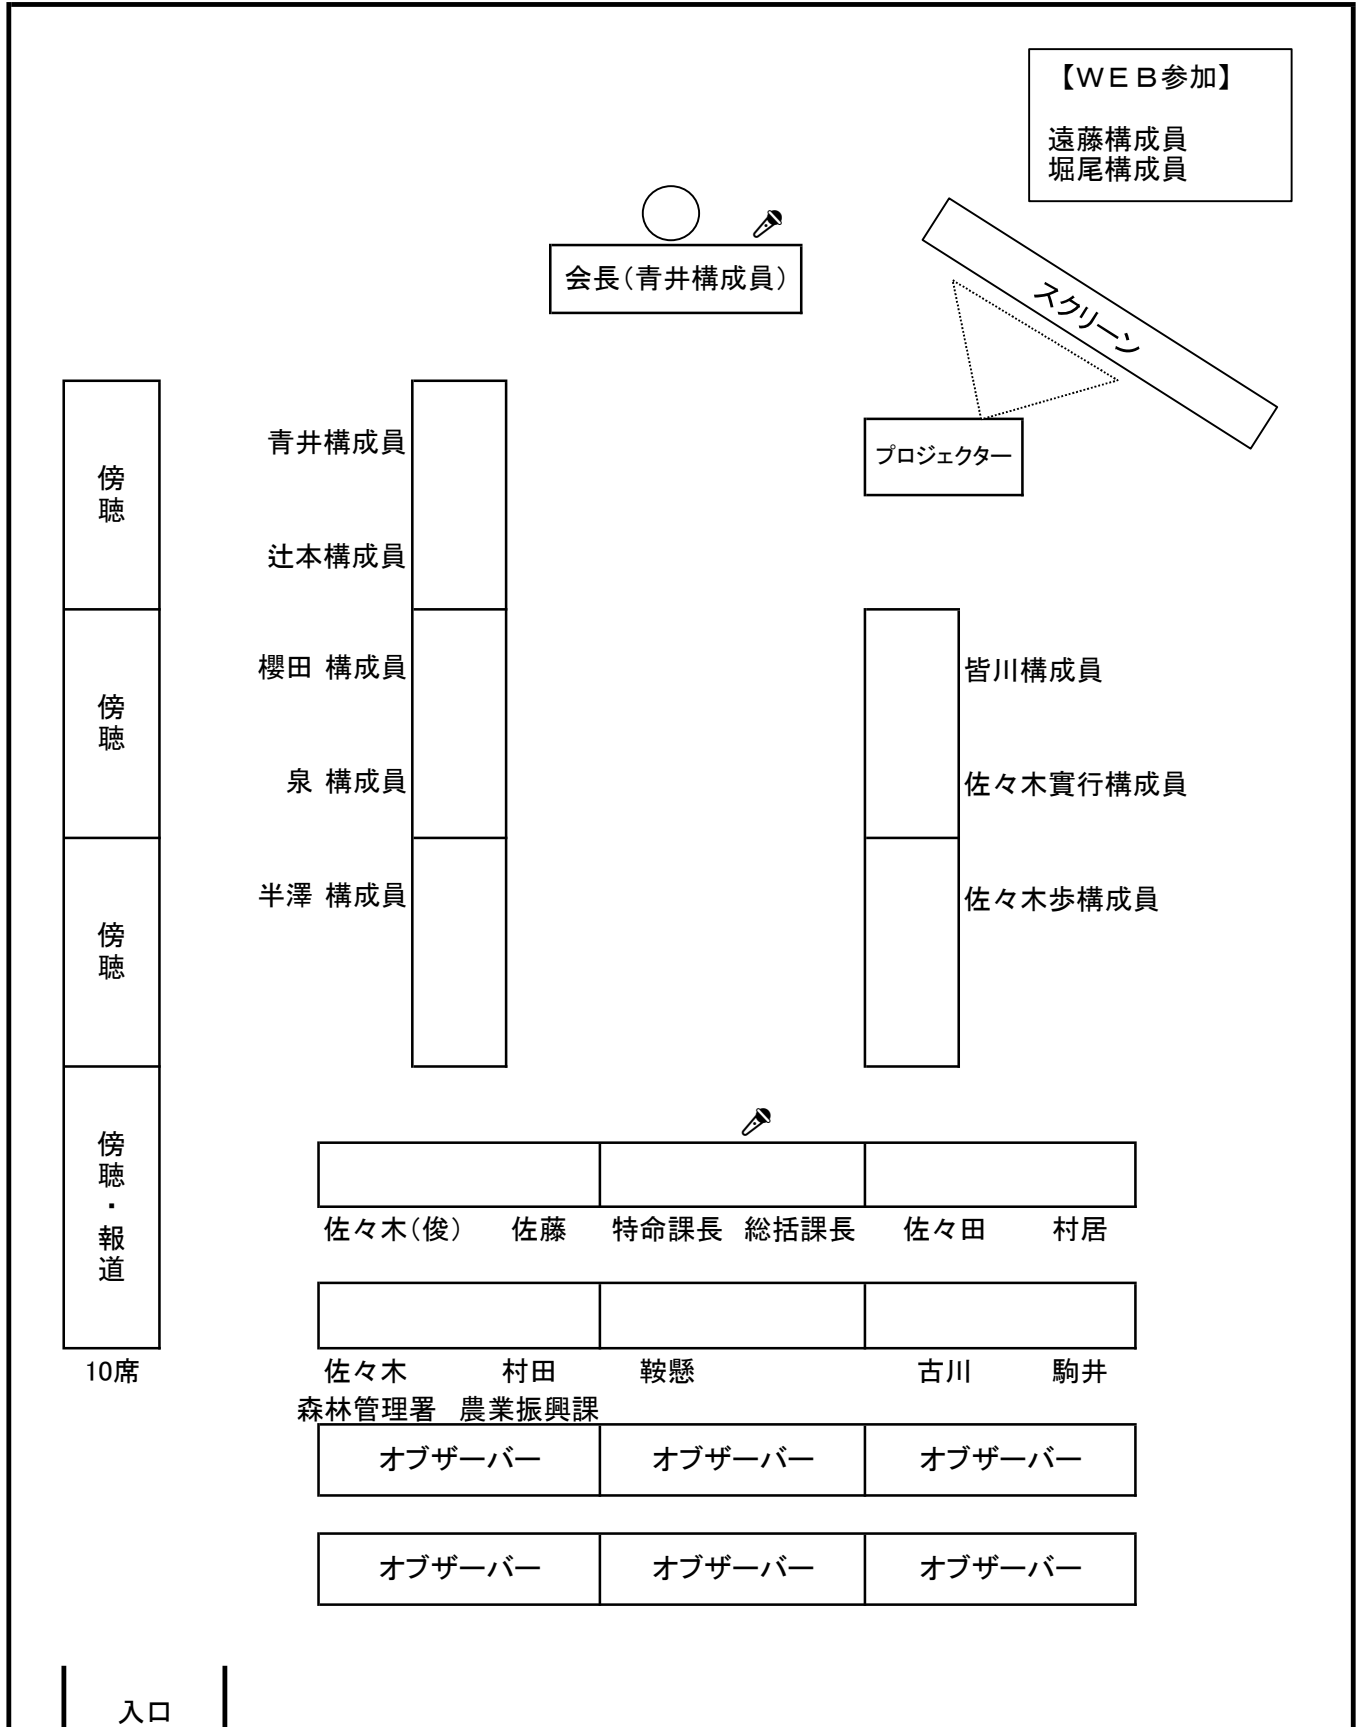 【ＷＥＢ参加】
遠藤構成員
堀尾構成員
会長（青井構成員）
スクリーン
プロジェクター
傍聴
青井構成員
辻本構成員
傍聴
櫻田 構成員
皆川構成員
泉 構成員
佐々木實行構成員
傍聴
半澤 構成員
佐々木歩構成員
傍聴・報道
10席
佐々木（俊） 佐藤 特命課長 総括課長 佐々田 村居
佐々木 村田 鞍懸 古川 駒井
森林管理署 農業振興課
オブザーバー オブザーバー オブザーバー
オブザーバー オブザーバー オブザーバー
入口